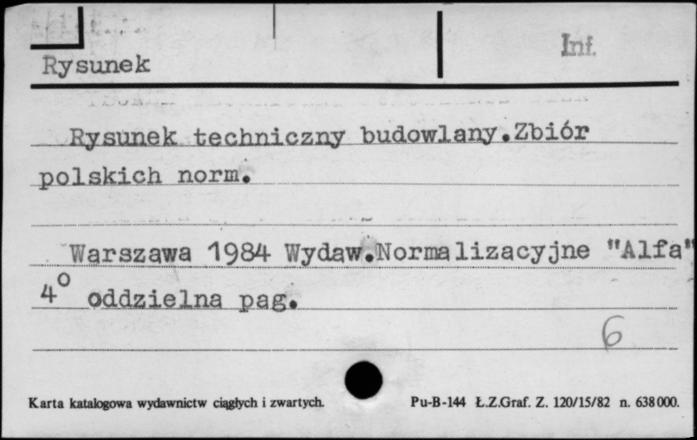 Inf.
Rysunek
Rysunek techniczny budowlany.Zbiór
polskich norm.
Warszawa 1984 Wydaw.Normalizacyjne "Alfa"
4⁰ oddzielna pag.
6
Karta katalogowa wydawnictw ciągłych i zwartych. Pu-B-144 Ł.Z.Graf. Z. 120/15/82 n. 638000.